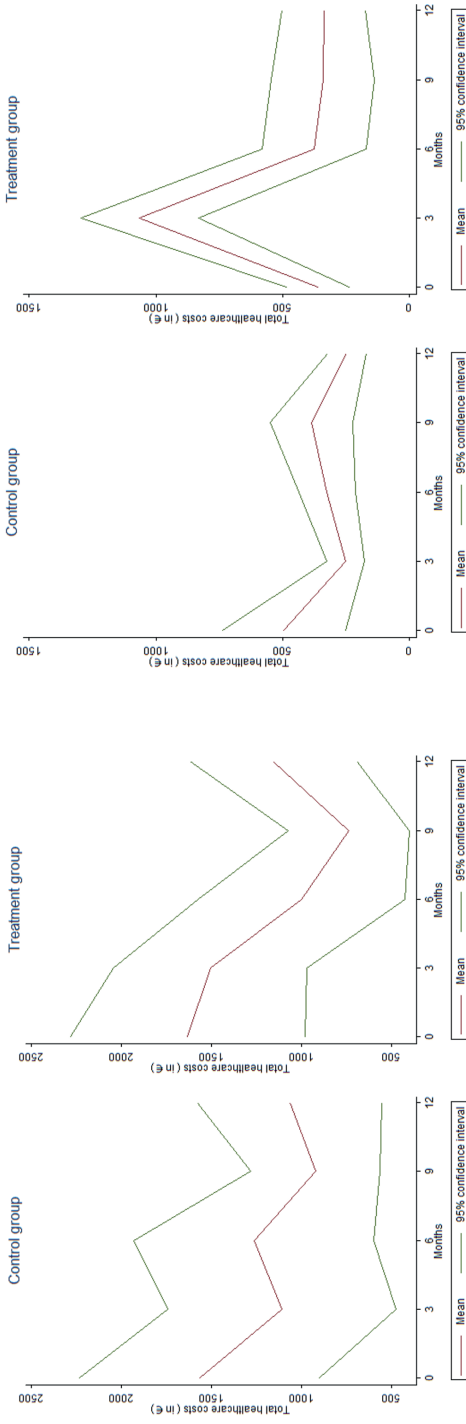 Control group
Total healthcare costs ( in €)
2500
2000
1500
1000
500
0 3 6 9 12
Months
Mean 95% confidence interval
Treatment group
Total healthcare costs ( in €)
2500
2000
1500
1000
500
0 3 6 9 12
Months
Mean 95% confidence interval
Control group
Total healthcare costs ( in €)
1500
1000
500
0
0 3 6 9 12
Months
Mean 95% confidence interval
Treatment group
Total healthcare costs ( in €)
1500
1000
500
0
0 3 6 9 12
Months
Mean 95% confidence interval